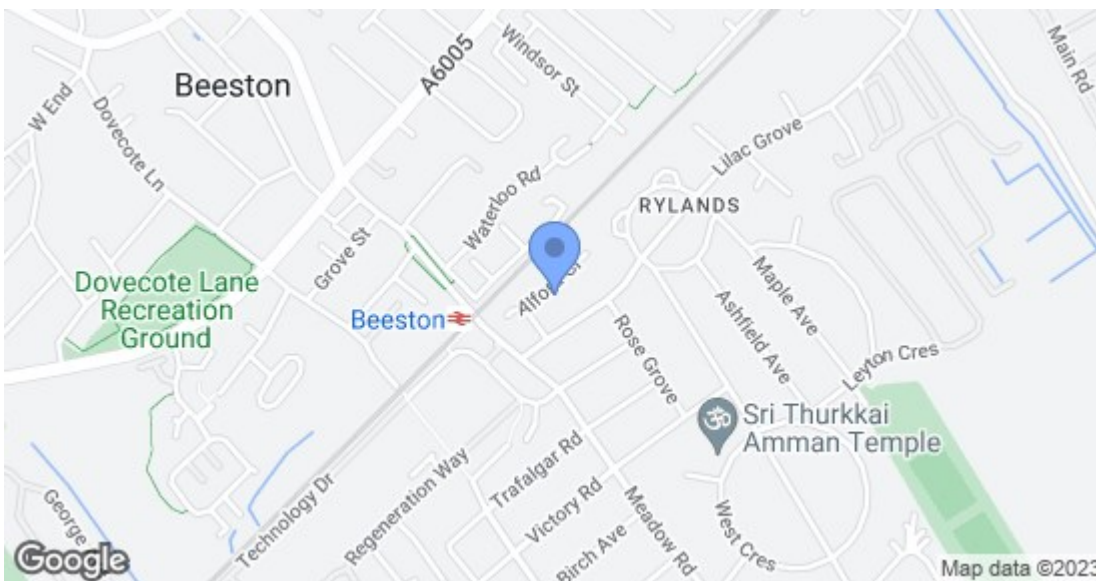 Windsor St
Main Rd
A6005
Beeston
W End
Dovecote Ln
Lilac Grove
Waterloo Rd
RYLANDS
Grove St
Dovecote Lane
Recreation
Ground
Maple Ave
Beeston
Ashfield Ave
Rose Grove
Leyton Cres
Sri Thurkkai
Amman Temple
Trafalgar Rd
Regeneration Way
Technology Dr
George
Victory Rd
Meadow Rd
West Cres
Birch Ave
Google
Map data ©2023